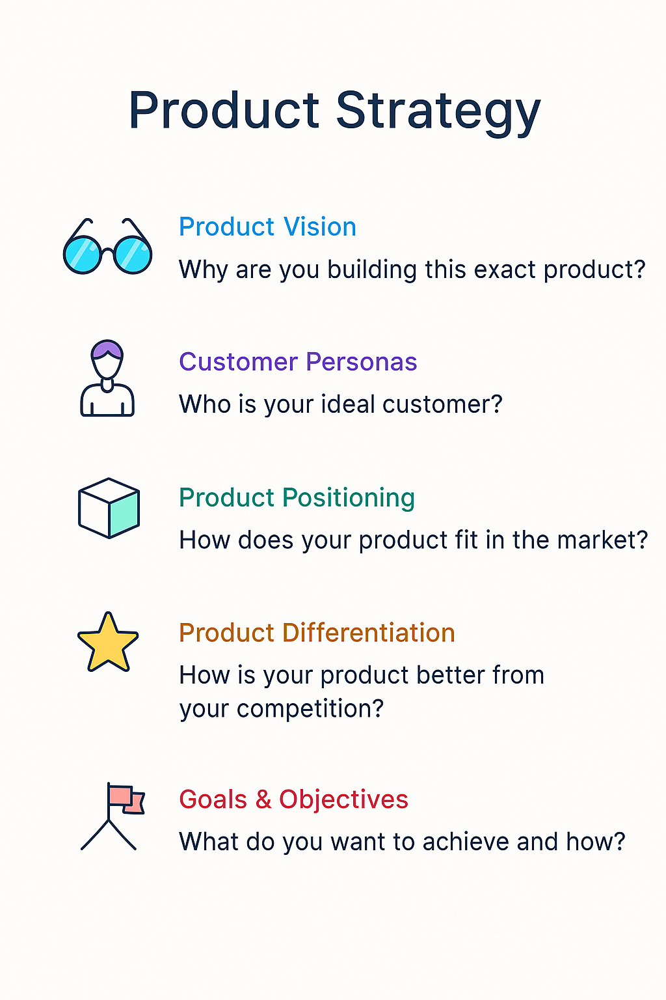 Product Strategy
Product Vision
Why are you building this exact product?
Customer Personas
Who is your ideal customer?
Product Positioning
How does your product fit in the market?
Product Differentiation
How is your product better from
your competition?
Goals & Objectives
What do you want to achieve and how?